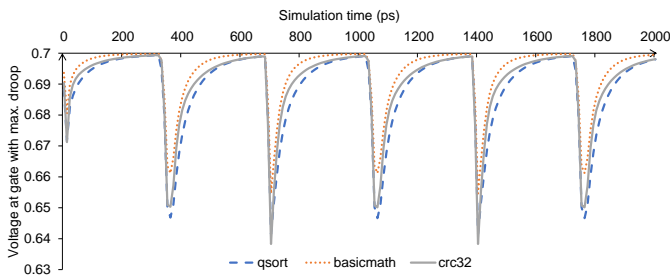 Simulation time (ps)
0 200 400 600 800 1000 1200 1400 1600 1800 2000
Voltage at gate with max. droop
0.7
0.69
0.68
0.67
0.66
0.65
0.64
0.63
qsort basicmath crc32